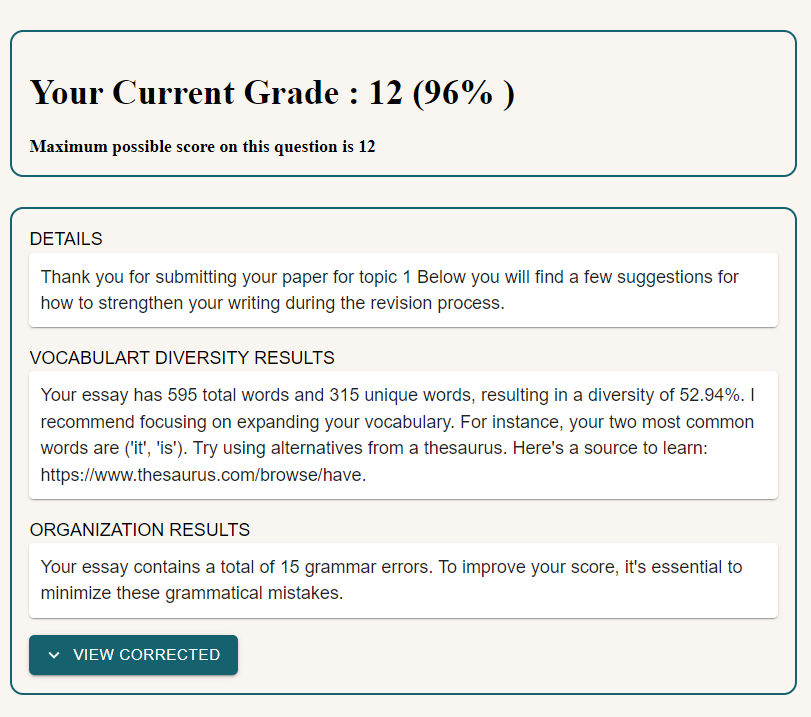 Your Current Grade : 12 (96% )
Maximum possible score on this question is 12
DETAILS
Thank you for submitting your paper for topic 1 Below you will find a few suggestions for
how to strengthen your writing during the revision process.
VOCABULART DIVERSITY RESULTS
Your essay has 595 total words and 315 unique words, resulting in a diversity of 52.94%. I
recommend focusing on expanding your vocabulary. For instance, your two most common
words are ('it', 'is'). Try using alternatives from a thesaurus. Here's a source to learn:
https://www.thesaurus.com/browse/have.
ORGANIZATION RESULTS
Your essay contains a total of 15 grammar errors. To improve your score, it's essential to
minimize these grammatical mistakes.
VIEW CORRECTED